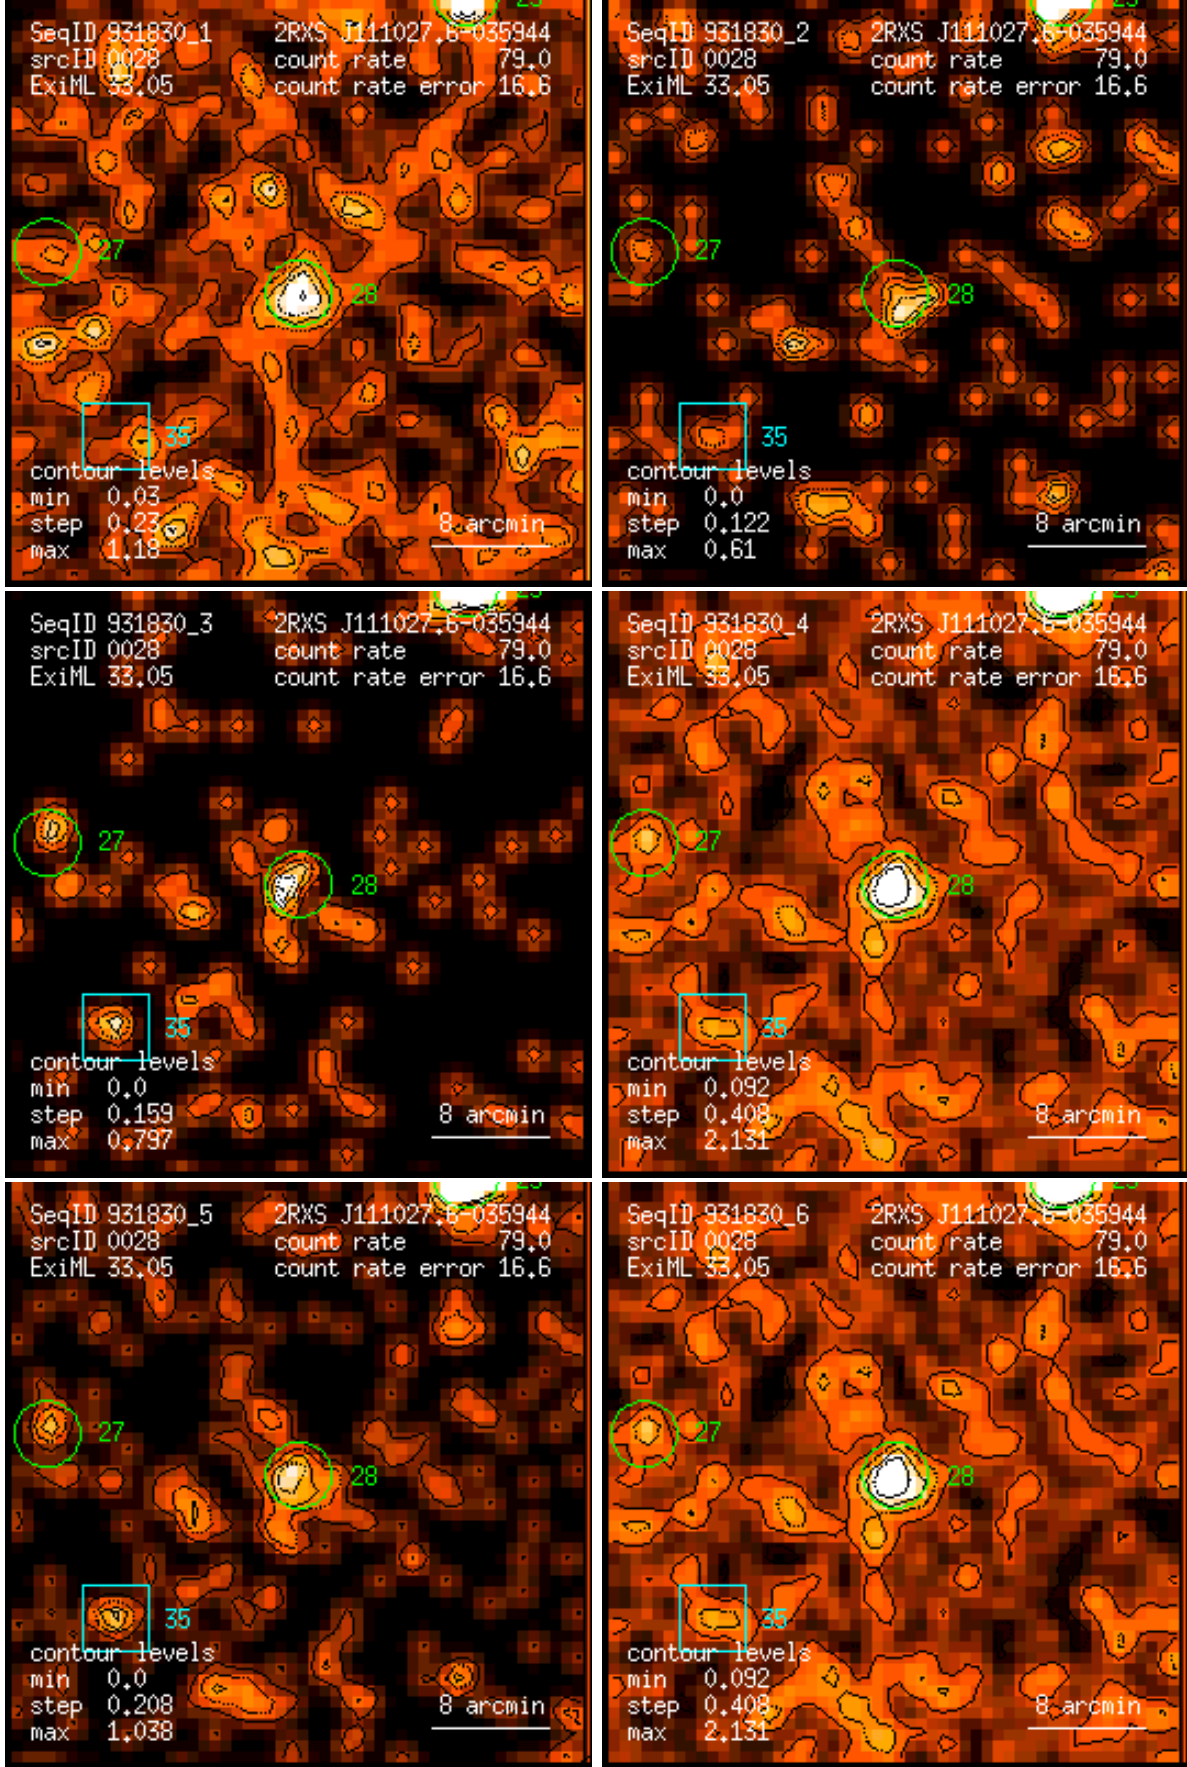 SeqID 931830_1 2RXS J111027.6-035944
srcID 0028 count rate 79.0
ExiML 33.05 count rate error 16.6
27
28
35
contour levels
min 0.03
step 0.23
max 1.18
8 arcmin
SeqID 931830_2 2RXS J111027.6-035944
srcID 0028 count rate 79.0
ExiML 33.05 count rate error 16.6
27
28
35
contour levels
min 0.0
step 0.122
max 0.61
8 arcmin
SeqID 931830_3 2RXS J111027.6-035944
srcID 0028 count rate 79.0
ExiML 33.05 count rate error 16.6
27
28
35
contour levels
min 0.0
step 0.159
max 0.797
8 arcmin
SeqID 931830_4 2RXS J111027.6-035944
srcID 0028 count rate 79.0
ExiML 33.05 count rate error 16.6
27
28
35
contour levels
min 0.092
step 0.408
max 2.131
8 arcmin
SeqID 931830_5 2RXS J111027.6-035944
srcID 0028 count rate 79.0
ExiML 33.05 count rate error 16.6
27
28
35
contour levels
min 0.0
step 0.208
max 1.038
8 arcmin
SeqID 931830_6 2RXS J111027.6-035944
srcID 0028 count rate 79.0
ExiML 33.05 count rate error 16.6
27
28
35
contour levels
min 0.092
step 0.408
max 2.131
8 arcmin